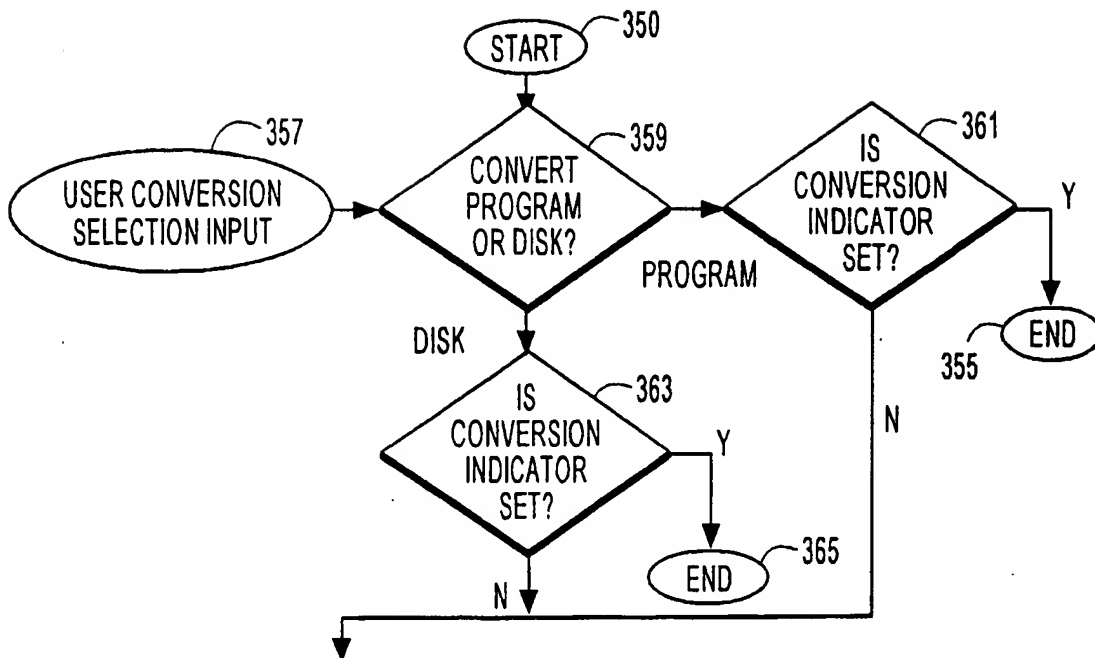 350
START
357
USER CONVERSION
SELECTION INPUT
359
CONVERT
PROGRAM
OR DISK?
PROGRAM
361
IS
CONVERSION
INDICATOR
SET?
Y
END
355
N
DISK
363
IS
CONVERSION
INDICATOR
SET?
Y
END
365
N